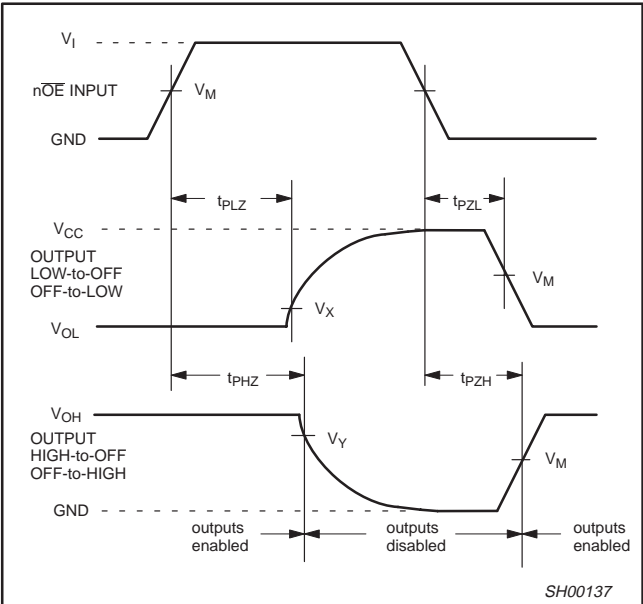 V_I
nOE INPUT
V_M
GND
t_PLZ
t_PZL
V_CC
OUTPUT
LOW-to-OFF
OFF-to-LOW
V_M
V_X
V_OL
t_PHZ
t_PZH
V_OH
OUTPUT
HIGH-to-OFF
OFF-to-HIGH
V_Y
V_M
GND
outputs
enabled
outputs
disabled
outputs
enabled
SH00137